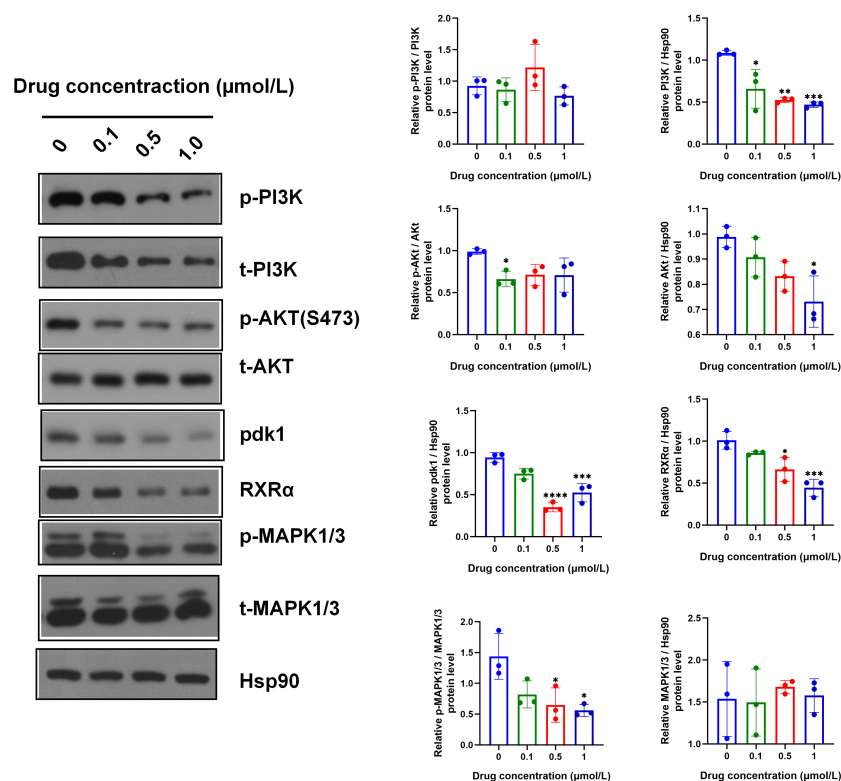 Drug concentraction (μmol/L)
0 0.1 0.5 1.0
p-PI3K
t-PI3K
p-AKT(S473)
t-AKT
pdk1
RXRα
p-MAPK1/3
t-MAPK1/3
Hsp90
Relative p-PI3K / PI3K
protein level
2.0
1.5
1.0
0.5
0.0
0 0.1 0.5 1
Drug concentration (μmol/L)
Relative PI3K / Hsp90
protein level
1.5
1.0
0.5
0.0
* ** ***
0 0.1 0.5 1
Drug concentration (μmol/L)
Relative p-AKt / AKt
protein level
1.5
1.0
0.5
0.0
*
0 0.1 0.5 1
Drug concentration (μmol/L)
Relative AKt / Hsp90
protein level
1.1
1.0
0.9
0.8
0.7
0.6
*
0 0.1 0.5 1
Drug concentration (μmol/L)
Relative pdk1 / Hsp90
protein level
1.5
1.0
0.5
0.0
**** ***
0 0.1 0.5 1
Drug concentration (μmol/L)
Relative RXRα / Hsp90
protein level
1.5
1.0
0.5
0.0
* ***
0 0.1 0.5 1
Drug concentration (μmol/L)
Relative p-MAPK1/3 / MAPK1/3
protein level
2.0
1.5
1.0
0.5
0.0
* *
0 0.1 0.5 1
Drug concentration (μmol/L)
Relative MAPK1/3 / Hsp90
protein level
2.5
2.0
1.5
1.0
0 0.1 0.5 1
Drug concentration (μmol/L)